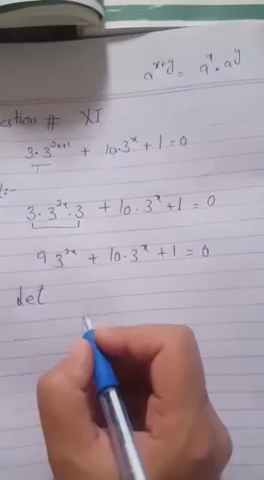 a^{x+y} = a^x · a^y
estion # XI
3·3^{2x+1} + 10·3^x + 1 = 0
:-
3·3^{2x}·3 + 10·3^x + 1 = 0
9 3^{2x} + 10·3^x + 1 = 0
let